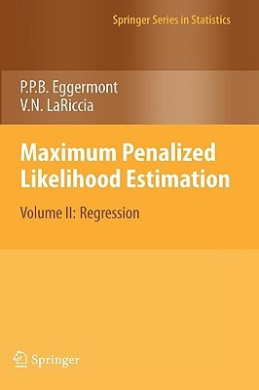 Springer Series in Statistics
P.P.B. Eggermont
V.N. LaRiccia
Maximum Penalized
Likelihood Estimation
Volume II: Regression
Springer